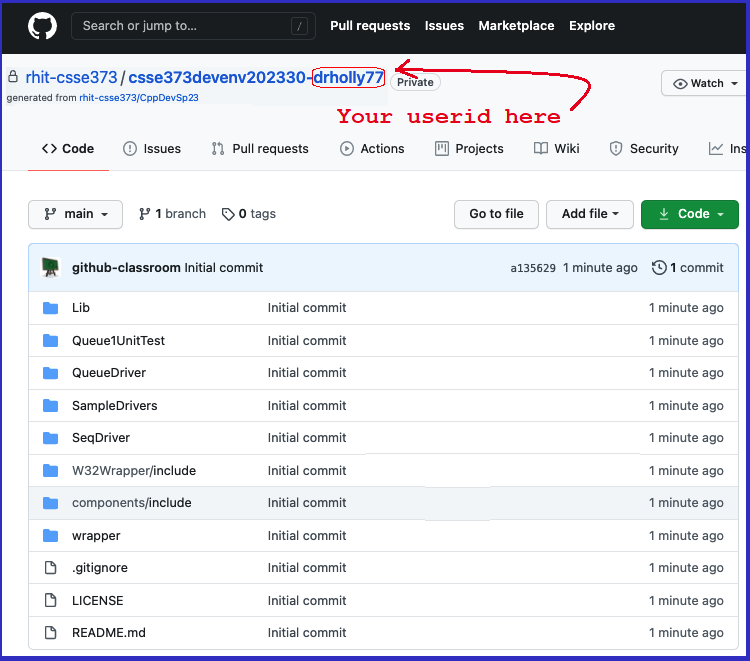 Search or jump to... / Pull requests Issues Marketplace Explore
rhit-csse373 / csse373devenv202330-drholly77 Private Watch
generated from rhit-csse373/CppDevSp23
Your userid here
<> Code Issues Pull requests Actions Projects Wiki Security Ins
main 1 branch 0 tags Go to file Add file Code
github-classroom Initial commit a135629 1 minute ago 1 commit
Lib Initial commit 1 minute ago
Queue1UnitTest Initial commit 1 minute ago
QueueDriver Initial commit 1 minute ago
SampleDrivers Initial commit 1 minute ago
SeqDriver Initial commit 1 minute ago
W32Wrapper/include Initial commit 1 minute ago
components/include Initial commit 1 minute ago
wrapper Initial commit 1 minute ago
.gitignore Initial commit 1 minute ago
LICENSE Initial commit 1 minute ago
README.md Initial commit 1 minute ago